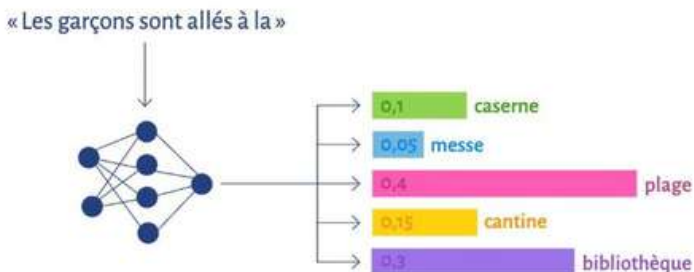 « Les garçons sont allés à la »
0,1 caserne
0,05 messe
0,4 plage
0,15 cantine
0,3 bibliothèque